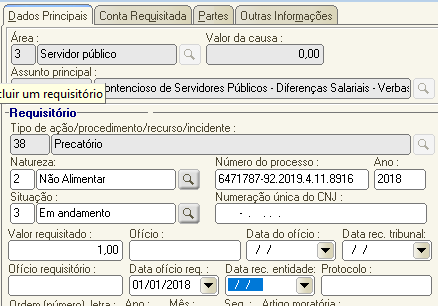 Dados Principais Conta Requisitada Partes Outras Informações
Área : Valor da causa :
3 Servidor público 0,00
Assunto principal
cluir um requisitório ontencioso de Servidores Públicos - Diferenças Salariais - Verbas
Requisitório
Tipo de ação/procedimento/recurso/incidente :
38 Precatório
Natureza: Número do processo : Ano :
2 Não Alimentar 6471787-92.2019.4.11.8916 2018
Situação : Numeração única do CNJ :
3 Em andamento - . . . .
Valor requisitado : Ofício : Data do ofício : Data rec. tribunal:
1,00 / / / /
Ofício requisitório : Data ofício req. : Data rec. entidade: Protocolo :
01/01/2018 / /
Ordem (número) letra : Ano : Mês : Seq. : Artigo moratória :